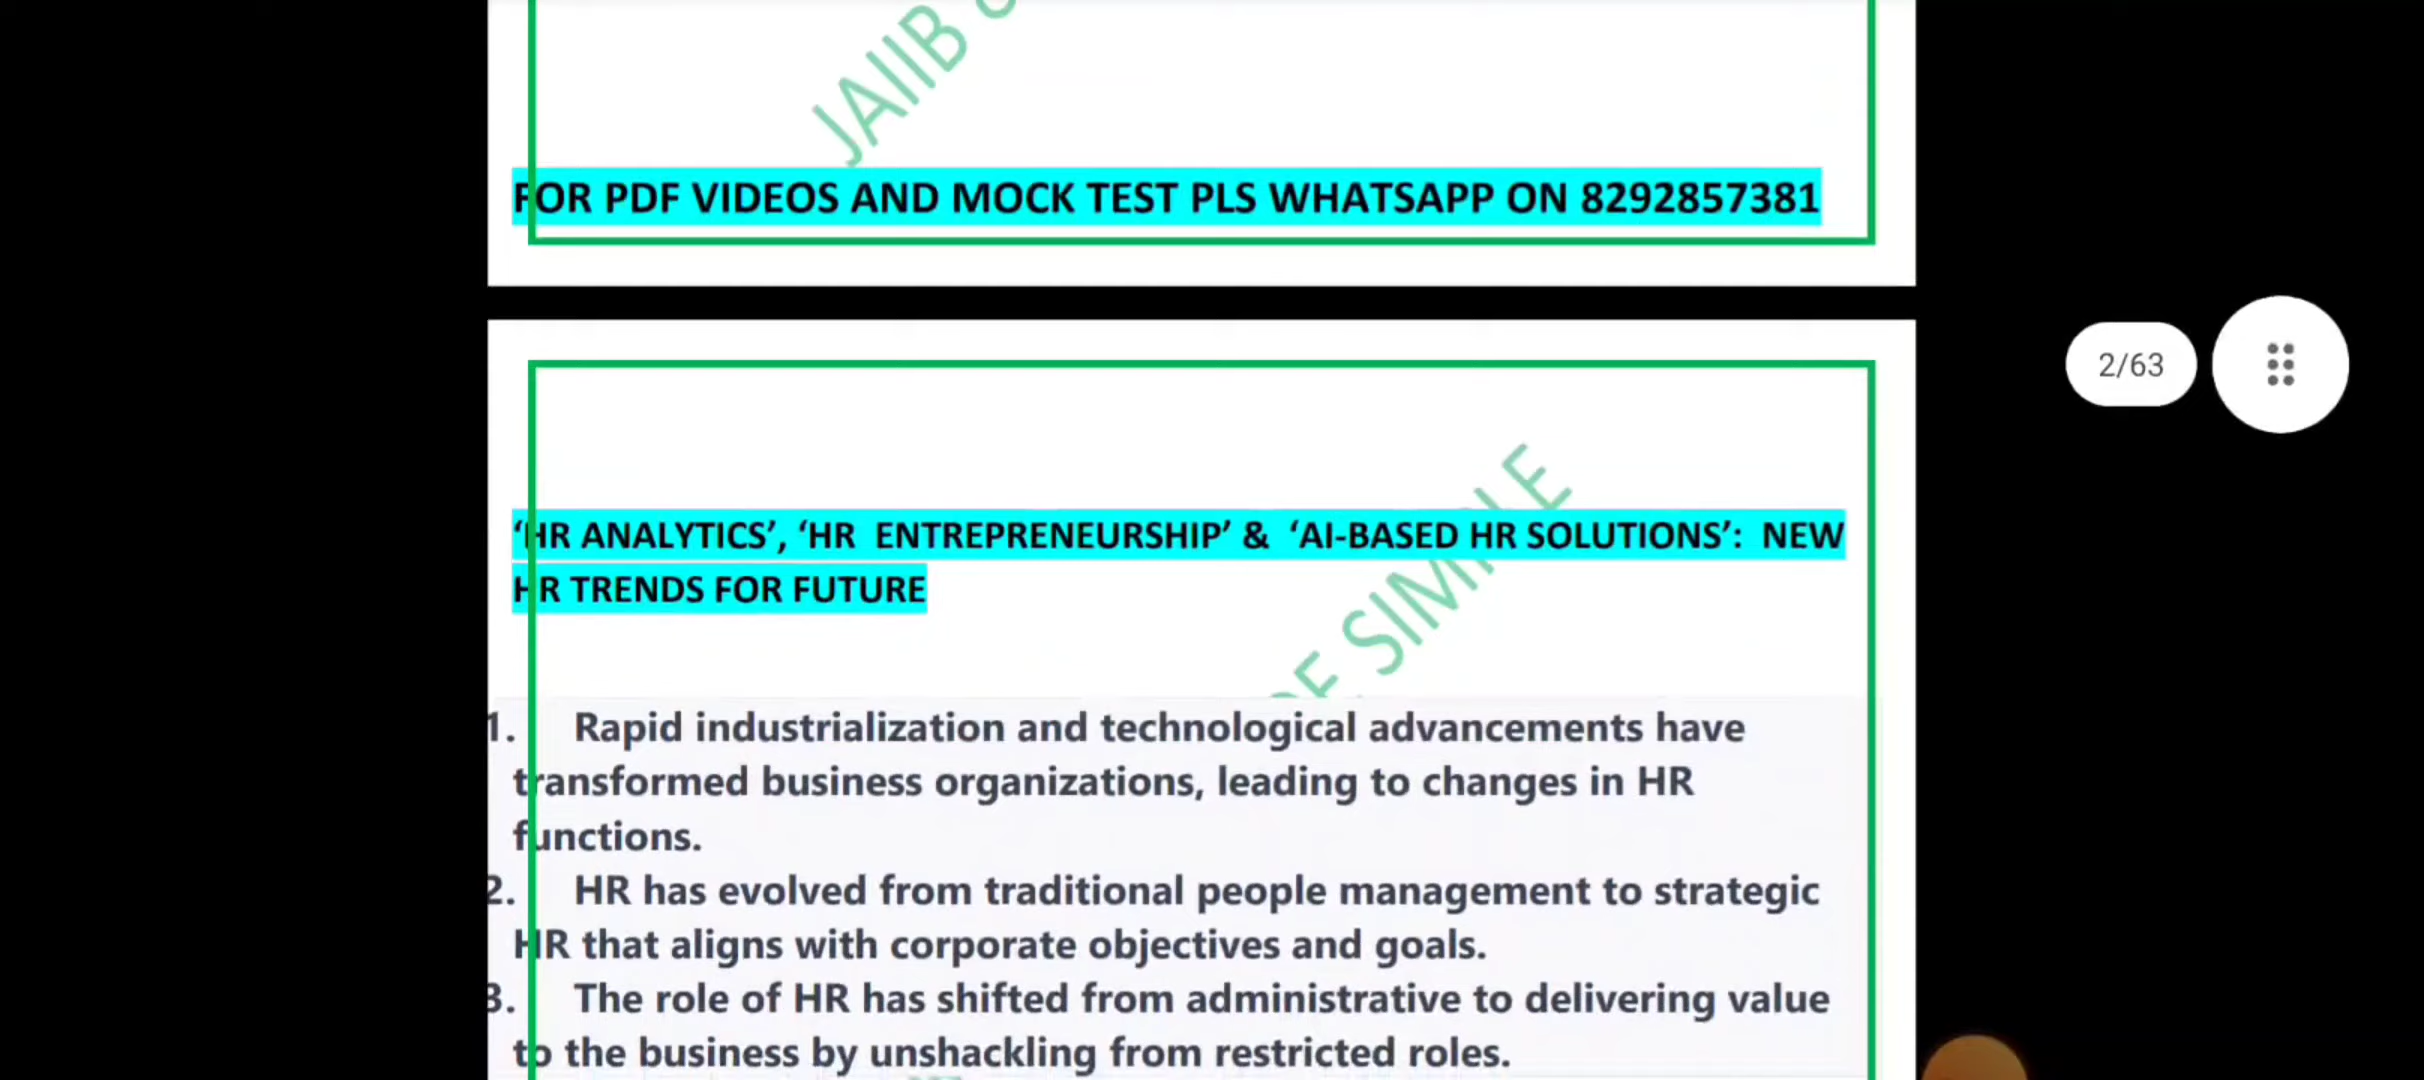 JAIIB
FOR PDF VIDEOS AND MOCK TEST PLS WHATSAPP ON 8292857381
2/63
‘HR ANALYTICS’, ‘HR ENTREPRENEURSHIP’ & ‘AI-BASED HR SOLUTIONS’: NEW
HR TRENDS FOR FUTURE
SIMPLE
1. Rapid industrialization and technological advancements have
transformed business organizations, leading to changes in HR
functions.
2. HR has evolved from traditional people management to strategic
HR that aligns with corporate objectives and goals.
3. The role of HR has shifted from administrative to delivering value
to the business by unshackling from restricted roles.